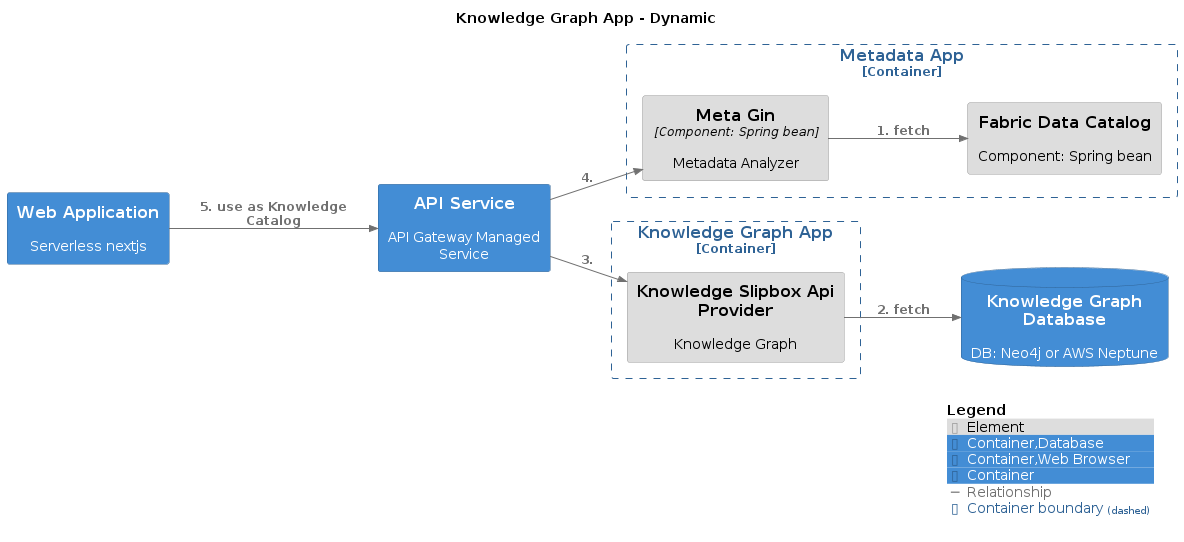 Knowledge Graph App - Dynamic
Metadata App
[Container]
Meta Gin
[Component: Spring bean]
Metadata Analyzer
1. fetch
Fabric Data Catalog
Component: Spring bean
Web Application
Serverless nextjs
5. use as Knowledge
Catalog
API Service
API Gateway Managed
Service
4.
3.
Knowledge Graph App
[Container]
Knowledge Slipbox Api
Provider
Knowledge Graph
2. fetch
Knowledge Graph
Database
DB: Neo4j or AWS Neptune
Legend
Element
Container,Database
Container,Web Browser
Container
Relationship
Container boundary (dashed)